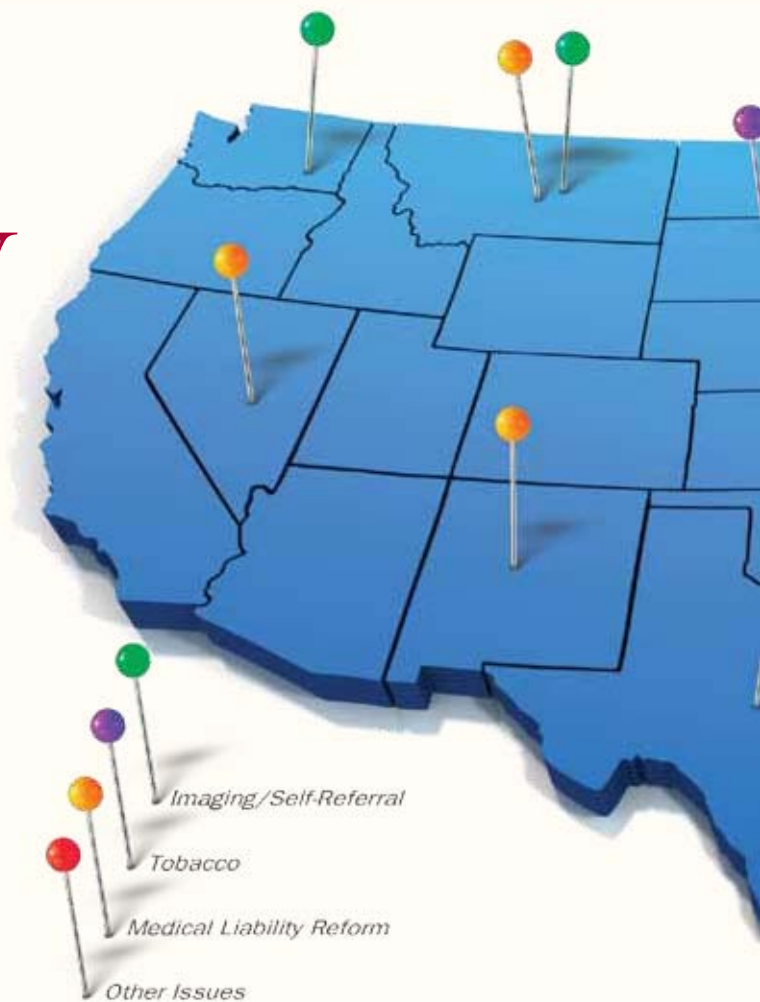 Imaging/Self-Referral
Tobacco
Medical Liability Reform
Other Issues